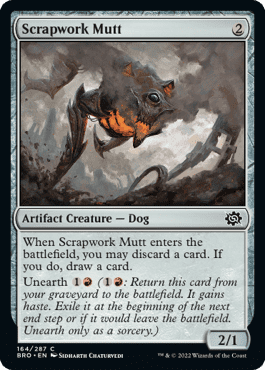 Scrapwork Mutt 2
Artifact Creature — Dog
When Scrapwork Mutt enters the
battlefield, you may discard a card. If
you do, draw a card.
Unearth 1 (1 : Return this card from
your graveyard to the battlefield. It gains
haste. Exile it at the beginning of the next
end step or if it would leave the battlefield.
Unearth only as a sorcery.)
2/1
164/287 C
BRO • EN Sidharth Chaturvedi ™ & © 2022 Wizards of the Coast